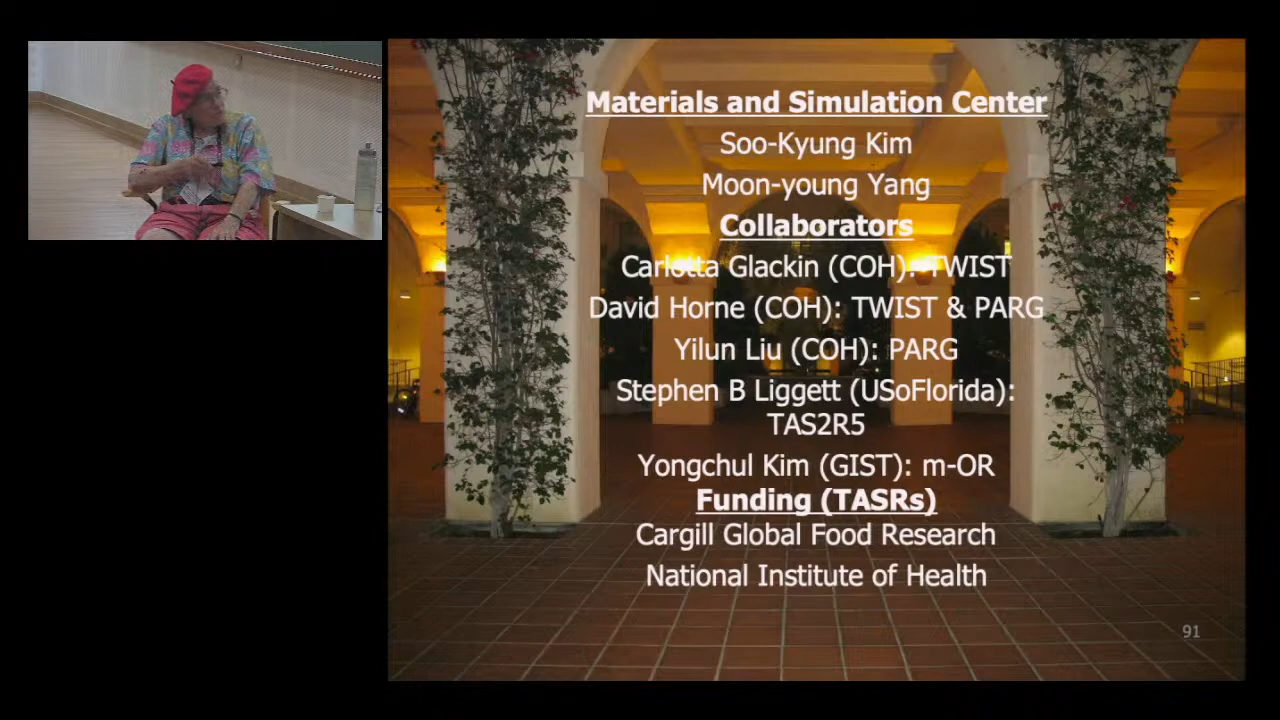 Materials and Simulation Center
Soo-Kyung Kim
Moon-young Yang
Collaborators
Carlotta Glackin (COH): TWIST
David Horne (COH): TWIST & PARG
Yilun Liu (COH): PARG
Stephen B Liggett (USoFlorida):
TAS2R5
Yongchul Kim (GIST): m-OR
Funding (TASRs)
Cargill Global Food Research
National Institute of Health
91